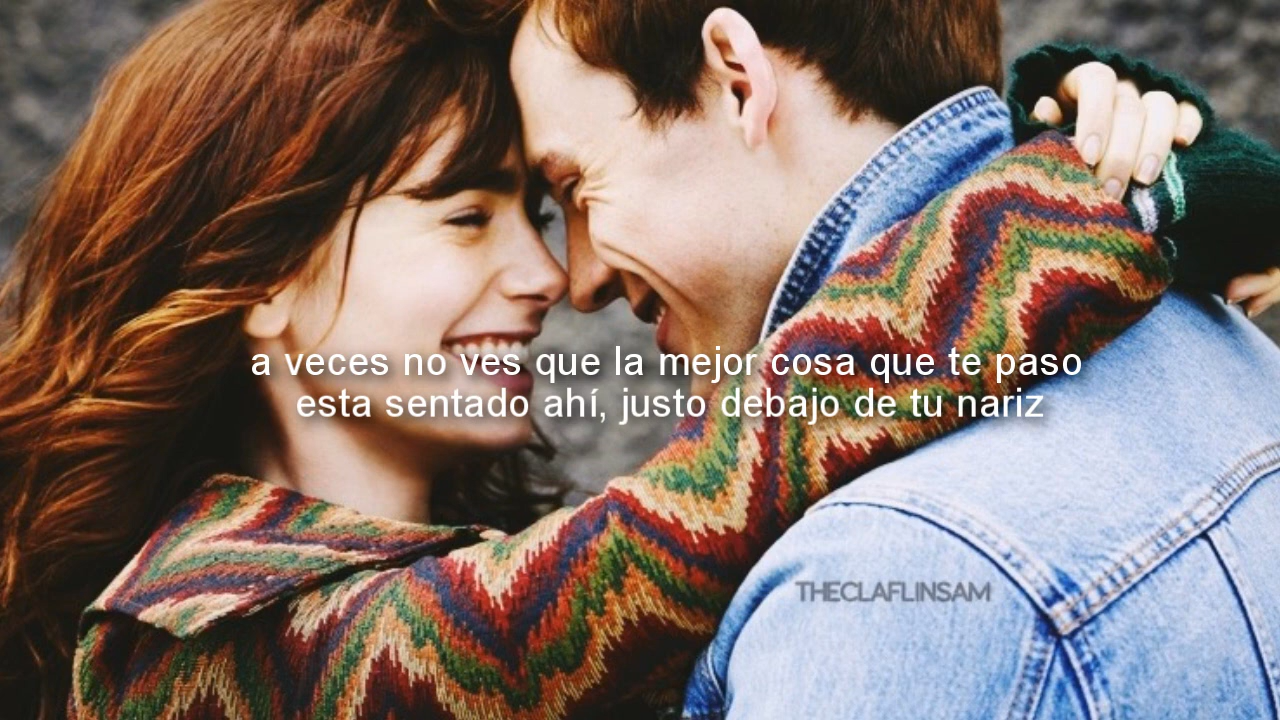 a veces no ves que la mejor cosa que te paso
esta sentado ahí, justo debajo de tu nariz
THECLAFLINSAM